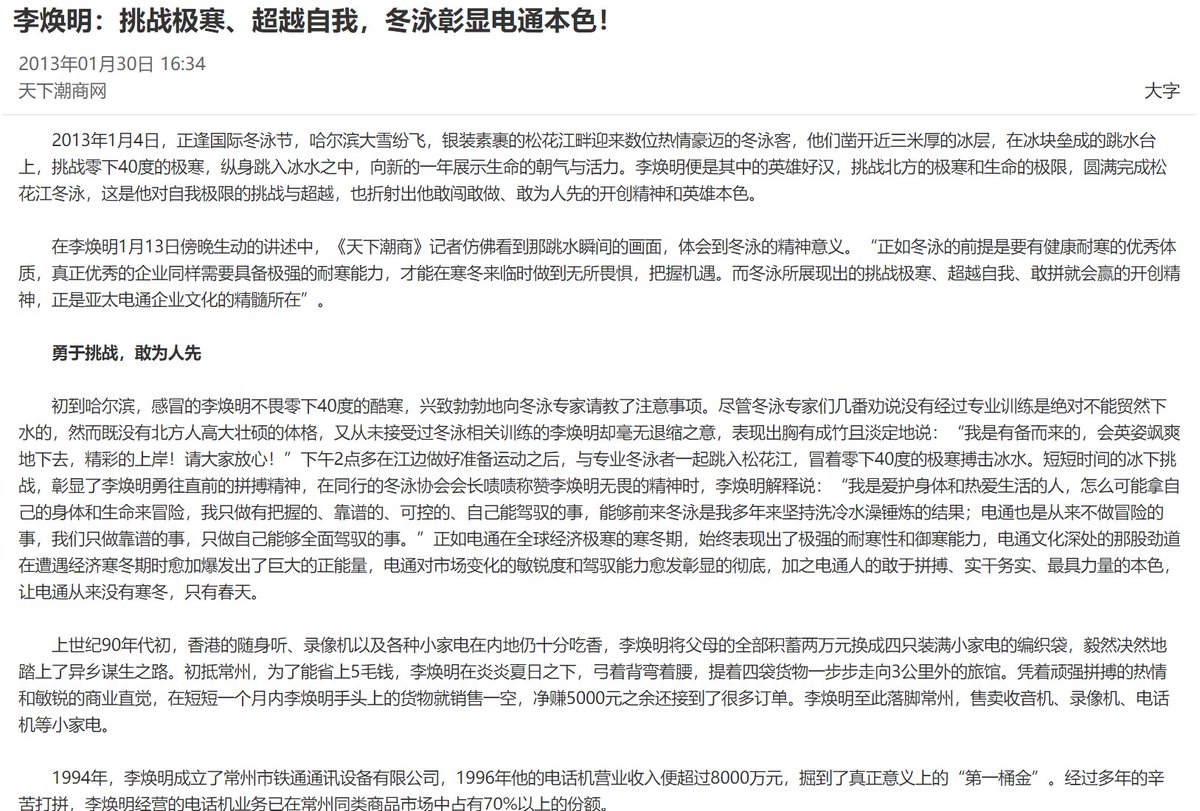 李焕明：挑战极寒、超越自我，冬泳彰显电通本色！
2013年01月30日 16:34
天下潮商网
大字
2013年1月4日，正逢国际冬泳节，哈尔滨大雪纷飞，银装素裹的松花江畔迎来数位热情豪迈的冬泳客，他们凿开近三米厚的冰层，在冰块垒成的跳水台
上，挑战零下40度的极寒，纵身跳入冰水之中，向新的一年展示生命的朝气与活力。李焕明便是其中的英雄好汉，挑战北方的极寒和生命的极限，圆满完成松
花江冬泳，这是他对自我极限的挑战与超越，也折射出他敢闯敢做、敢为人先的开创精神和英雄本色。
在李焕明1月13日傍晚生动的讲述中，《天下潮商》记者仿佛看到那跳水瞬间的画面，体会到冬泳的精神意义。“正如冬泳的前提是要有健康耐寒的优秀体
质，真正优秀的企业同样需要具备极强的耐寒能力，才能在寒冬来临时做到无所畏惧，把握机遇。而冬泳所展现出的挑战极寒、超越自我、敢拼就会赢的开创精
神，正是亚太电通企业文化的精髓所在”。
勇于挑战，敢为人先
初到哈尔滨，感冒的李焕明不畏零下40度的酷寒，兴致勃勃地向冬泳专家请教了注意事项。尽管冬泳专家们几番劝说没有经过专业训练是绝对不能贸然下
水的，然而既没有北方人高大壮硕的体格，又从未接受过冬泳相关训练的李焕明却毫无退缩之意，表现出胸有成竹且淡定地说：“我是有备而来的，会英姿飒爽
地下去，精彩的上岸！请大家放心！”下午2点多在江边做好准备运动之后，与专业冬泳者一起跳入松花江，冒着零下40度的极寒搏击冰水。短短时间的冰下挑
战，彰显了李焕明勇往直前的拼搏精神，在同行的冬泳协会会长啧啧称赞李焕明无畏的精神时，李焕明解释说：“我是爱护身体和热爱生活的人，怎么可能拿自
己的身体和生命来冒险，我只做有把握的、靠谱的、可控的、自己能驾驭的事，能够前来冬泳是我多年来坚持洗冷水澡锤炼的结果；电通也是从来不做冒险的
事，我们只做靠谱的事，只做自己能够全面驾驭的事。”正如电通在全球经济极寒的寒冬期，始终表现出了极强的耐寒性和御寒能力，电通文化深处的那股劲道
在遭遇经济寒冬期时愈加爆发出了巨大的正能量，电通对市场变化的敏锐度和驾驭能力愈发彰显的彻底，加之电通人的敢于拼搏、实干务实、最具力量的本色，
让电通从来没有寒冬，只有春天。
上世纪90年代初，香港的随身听、录像机以及各种小家电在内地仍十分吃香，李焕明将父母的全部积蓄两万元换成四只装满小家电的编织袋，毅然决然地
踏上了异乡谋生之路。初抵常州，为了能省上5毛钱，李焕明在炎炎夏日之下，弓着背弯着腰，提着四袋货物一步步走向3公里外的旅馆。凭着顽强拼搏的热情
和敏锐的商业直觉，在短短一个月内李焕明手头上的货物就销售一空，净赚5000元之余还接到了很多订单。李焕明至此落脚常州，售卖收音机、录像机、电话
机等小家电。
1994年，李焕明成立了常州市铁通通讯设备有限公司，1996年他的电话机营业收入便超过8000万元，掘到了真正意义上的“第一桶金”。经过多年的辛
苦打拼，李焕明经营的电话机业务已在常州同类商品市场中占有70%以上的份额。